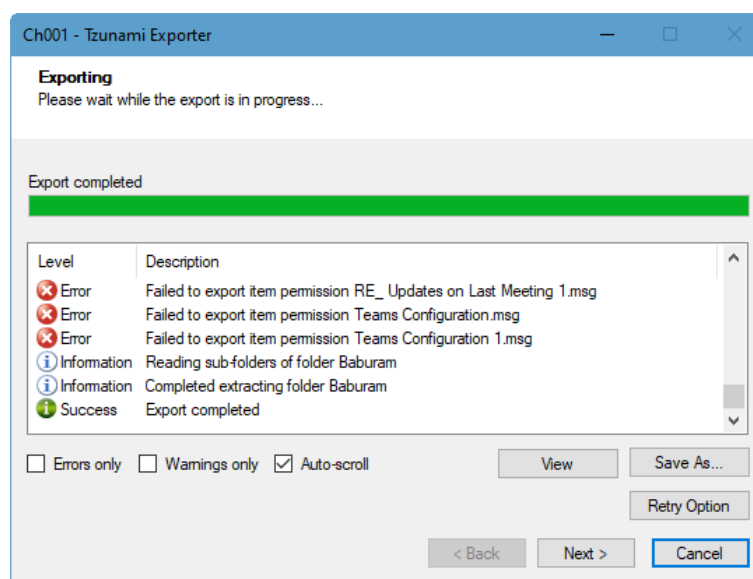 Ch001 - Tzunami Exporter
Exporting
Please wait while the export is in progress...
Export completed
Level Description
Error Failed to export item permission RE_ Updates on Last Meeting 1.msg
Error Failed to export item permission Teams Configuration.msg
Error Failed to export item permission Teams Configuration 1.msg
Information Reading sub-folders of folder Baburam
Information Completed extracting folder Baburam
Success Export completed
Errors only Warnings only Auto-scroll View Save As...
Retry Option
< Back Next > Cancel